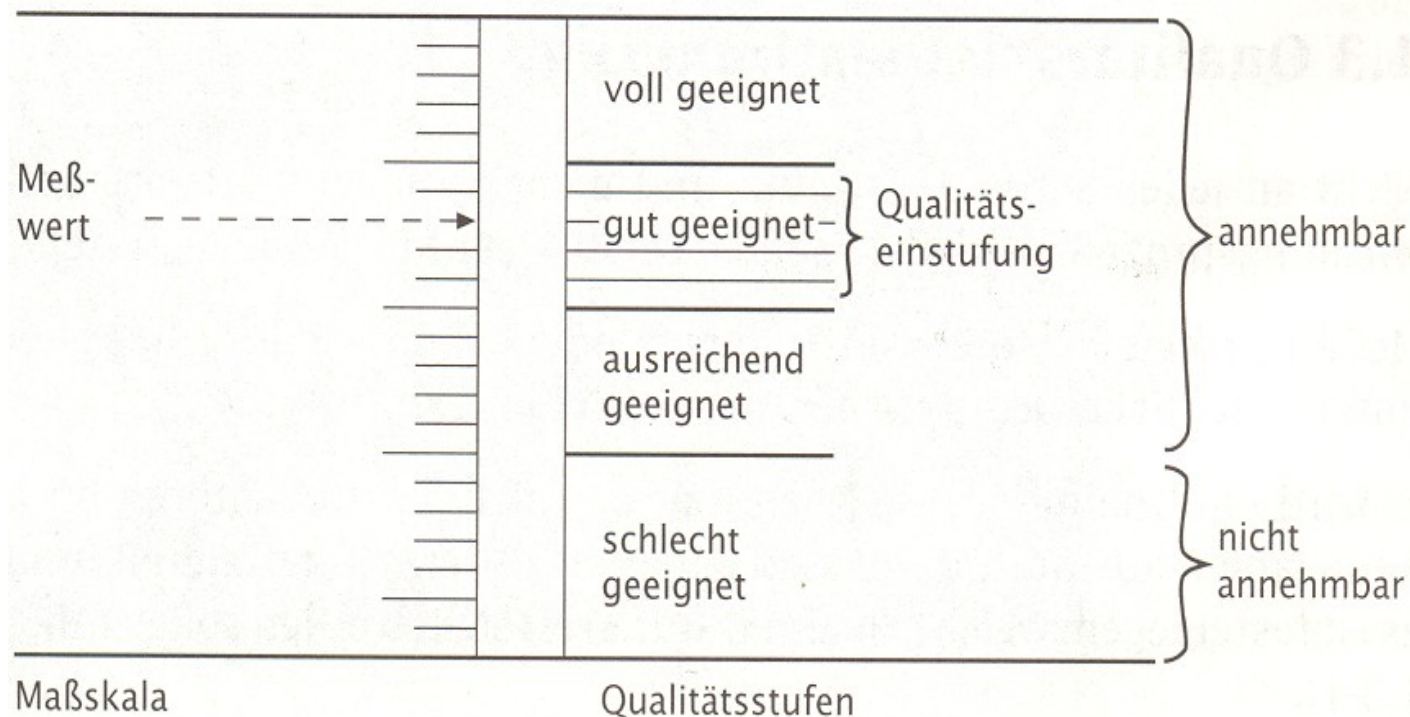 voll geeignet
Meß-
wert
gut geeignet
Qualitäts-
einstufung
annehmbar
ausreichend
geeignet
schlecht
geeignet
nicht
annehmbar
Maßskala
Qualitätsstufen